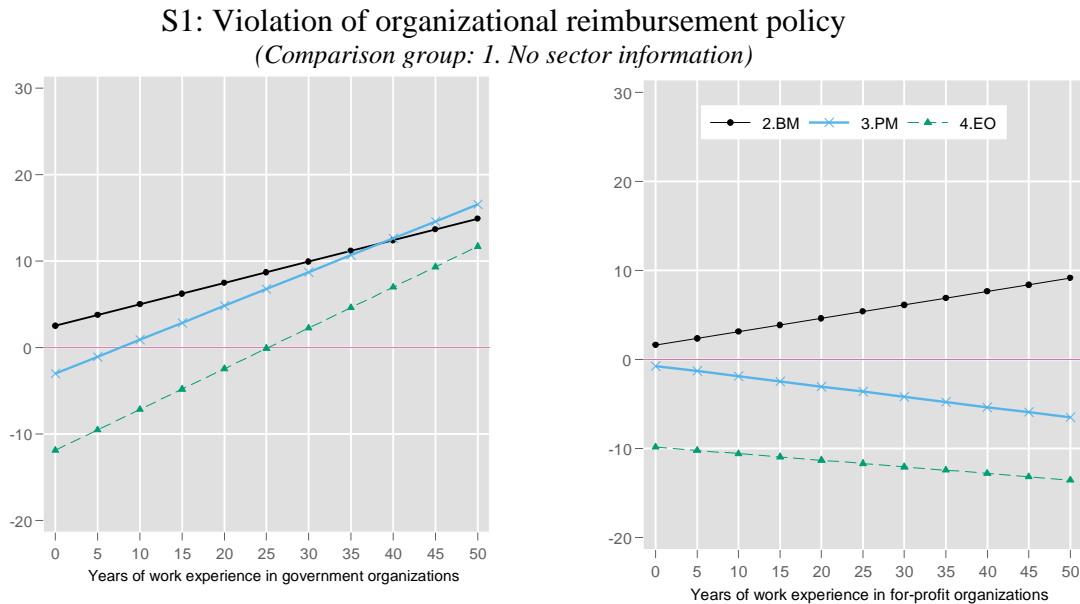 S1: Violation of organizational reimbursement policy
(Comparison group: 1. No sector information)
30
20
10
0
-10
-20
0 5 10 15 20 25 30 35 40 45 50
Years of work experience in government organizations
2.BM 3.PM 4.EO
30
20
10
0
-10
-20
0 5 10 15 20 25 30 35 40 45 50
Years of work experience in for-profit organizations